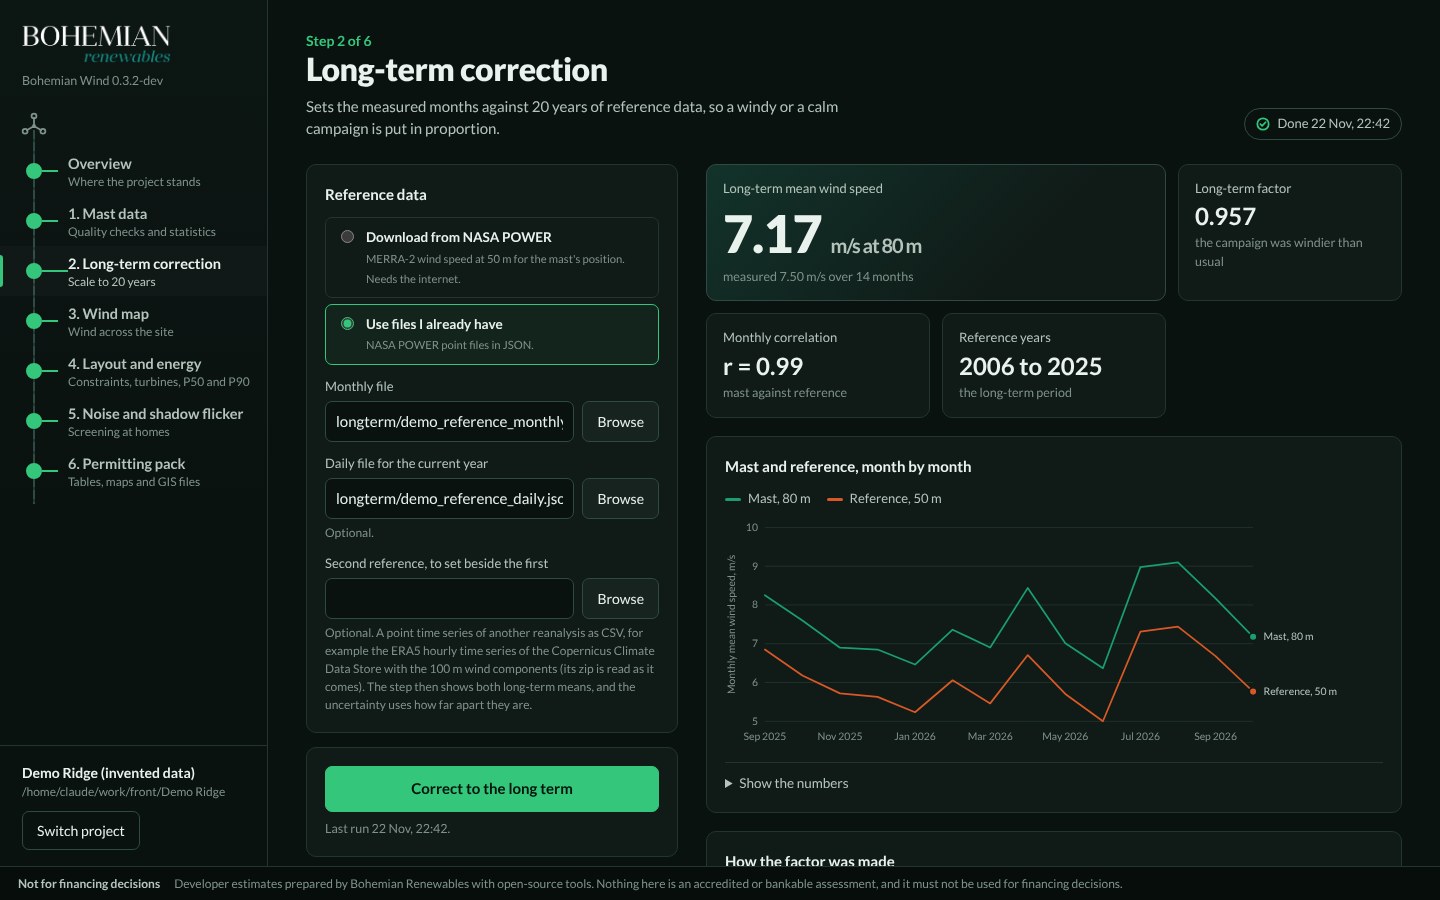 BOHEMIAN
renewables
Bohemian Wind 0.3.2-dev
Overview
Where the project stands
1. Mast data
Quality checks and statistics
2. Long-term correction
Scale to 20 years
3. Wind map
Wind across the site
4. Layout and energy
Constraints, turbines, P50 and P90
5. Noise and shadow flicker
Screening at homes
6. Permitting pack
Tables, maps and GIS files
Demo Ridge (invented data)
/home/claude/work/front/Demo Ridge
Switch project
Step 2 of 6
Long-term correction
Sets the measured months against 20 years of reference data, so a windy or a calm
campaign is put in proportion.
Done 22 Nov, 22:42
Reference data
Download from NASA POWER
MERRA-2 wind speed at 50 m for the mast's position.
Needs the internet.
Use files I already have
NASA POWER point files in JSON.
Monthly file
longterm/demo_reference_monthly
Browse
Daily file for the current year
longterm/demo_reference_daily.jsc
Browse
Optional.
Second reference, to set beside the first
Browse
Optional. A point time series of another reanalysis as CSV, for
example the ERA5 hourly time series of the Copernicus Climate
Data Store with the 100 m wind components (its zip is read as it
comes). The step then shows both long-term means, and the
uncertainty uses how far apart they are.
Correct to the long term
Last run 22 Nov, 22:42.
Long-term mean wind speed
7.17 m/s at 80 m
measured 7.50 m/s over 14 months
Long-term factor
0.957
the campaign was windier than
usual
Monthly correlation
r = 0.99
mast against reference
Reference years
2006 to 2025
the long-term period
Mast and reference, month by month
Mast, 80 m
Reference, 50 m
Monthly mean wind speed, m/s
10
9
8
7
6
5
Sep 2025
Nov 2025
Jan 2026
Mar 2026
May 2026
Jul 2026
Sep 2026
Mast, 80 m
Reference, 50 m
Show the numbers
How the factor was made
Not for financing decisions
Developer estimates prepared by Bohemian Renewables with open-source tools. Nothing here is an accredited or bankable assessment, and it must not be used for financing decisions.